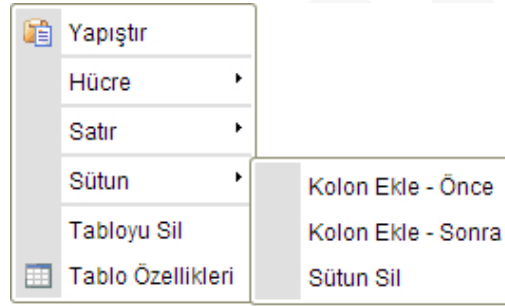 Yapıştır
Hücre
Satır
Sütun
Tabloyu Sil
Tablo Özellikleri
Kolon Ekle - Önce
Kolon Ekle - Sonra
Sütun Sil